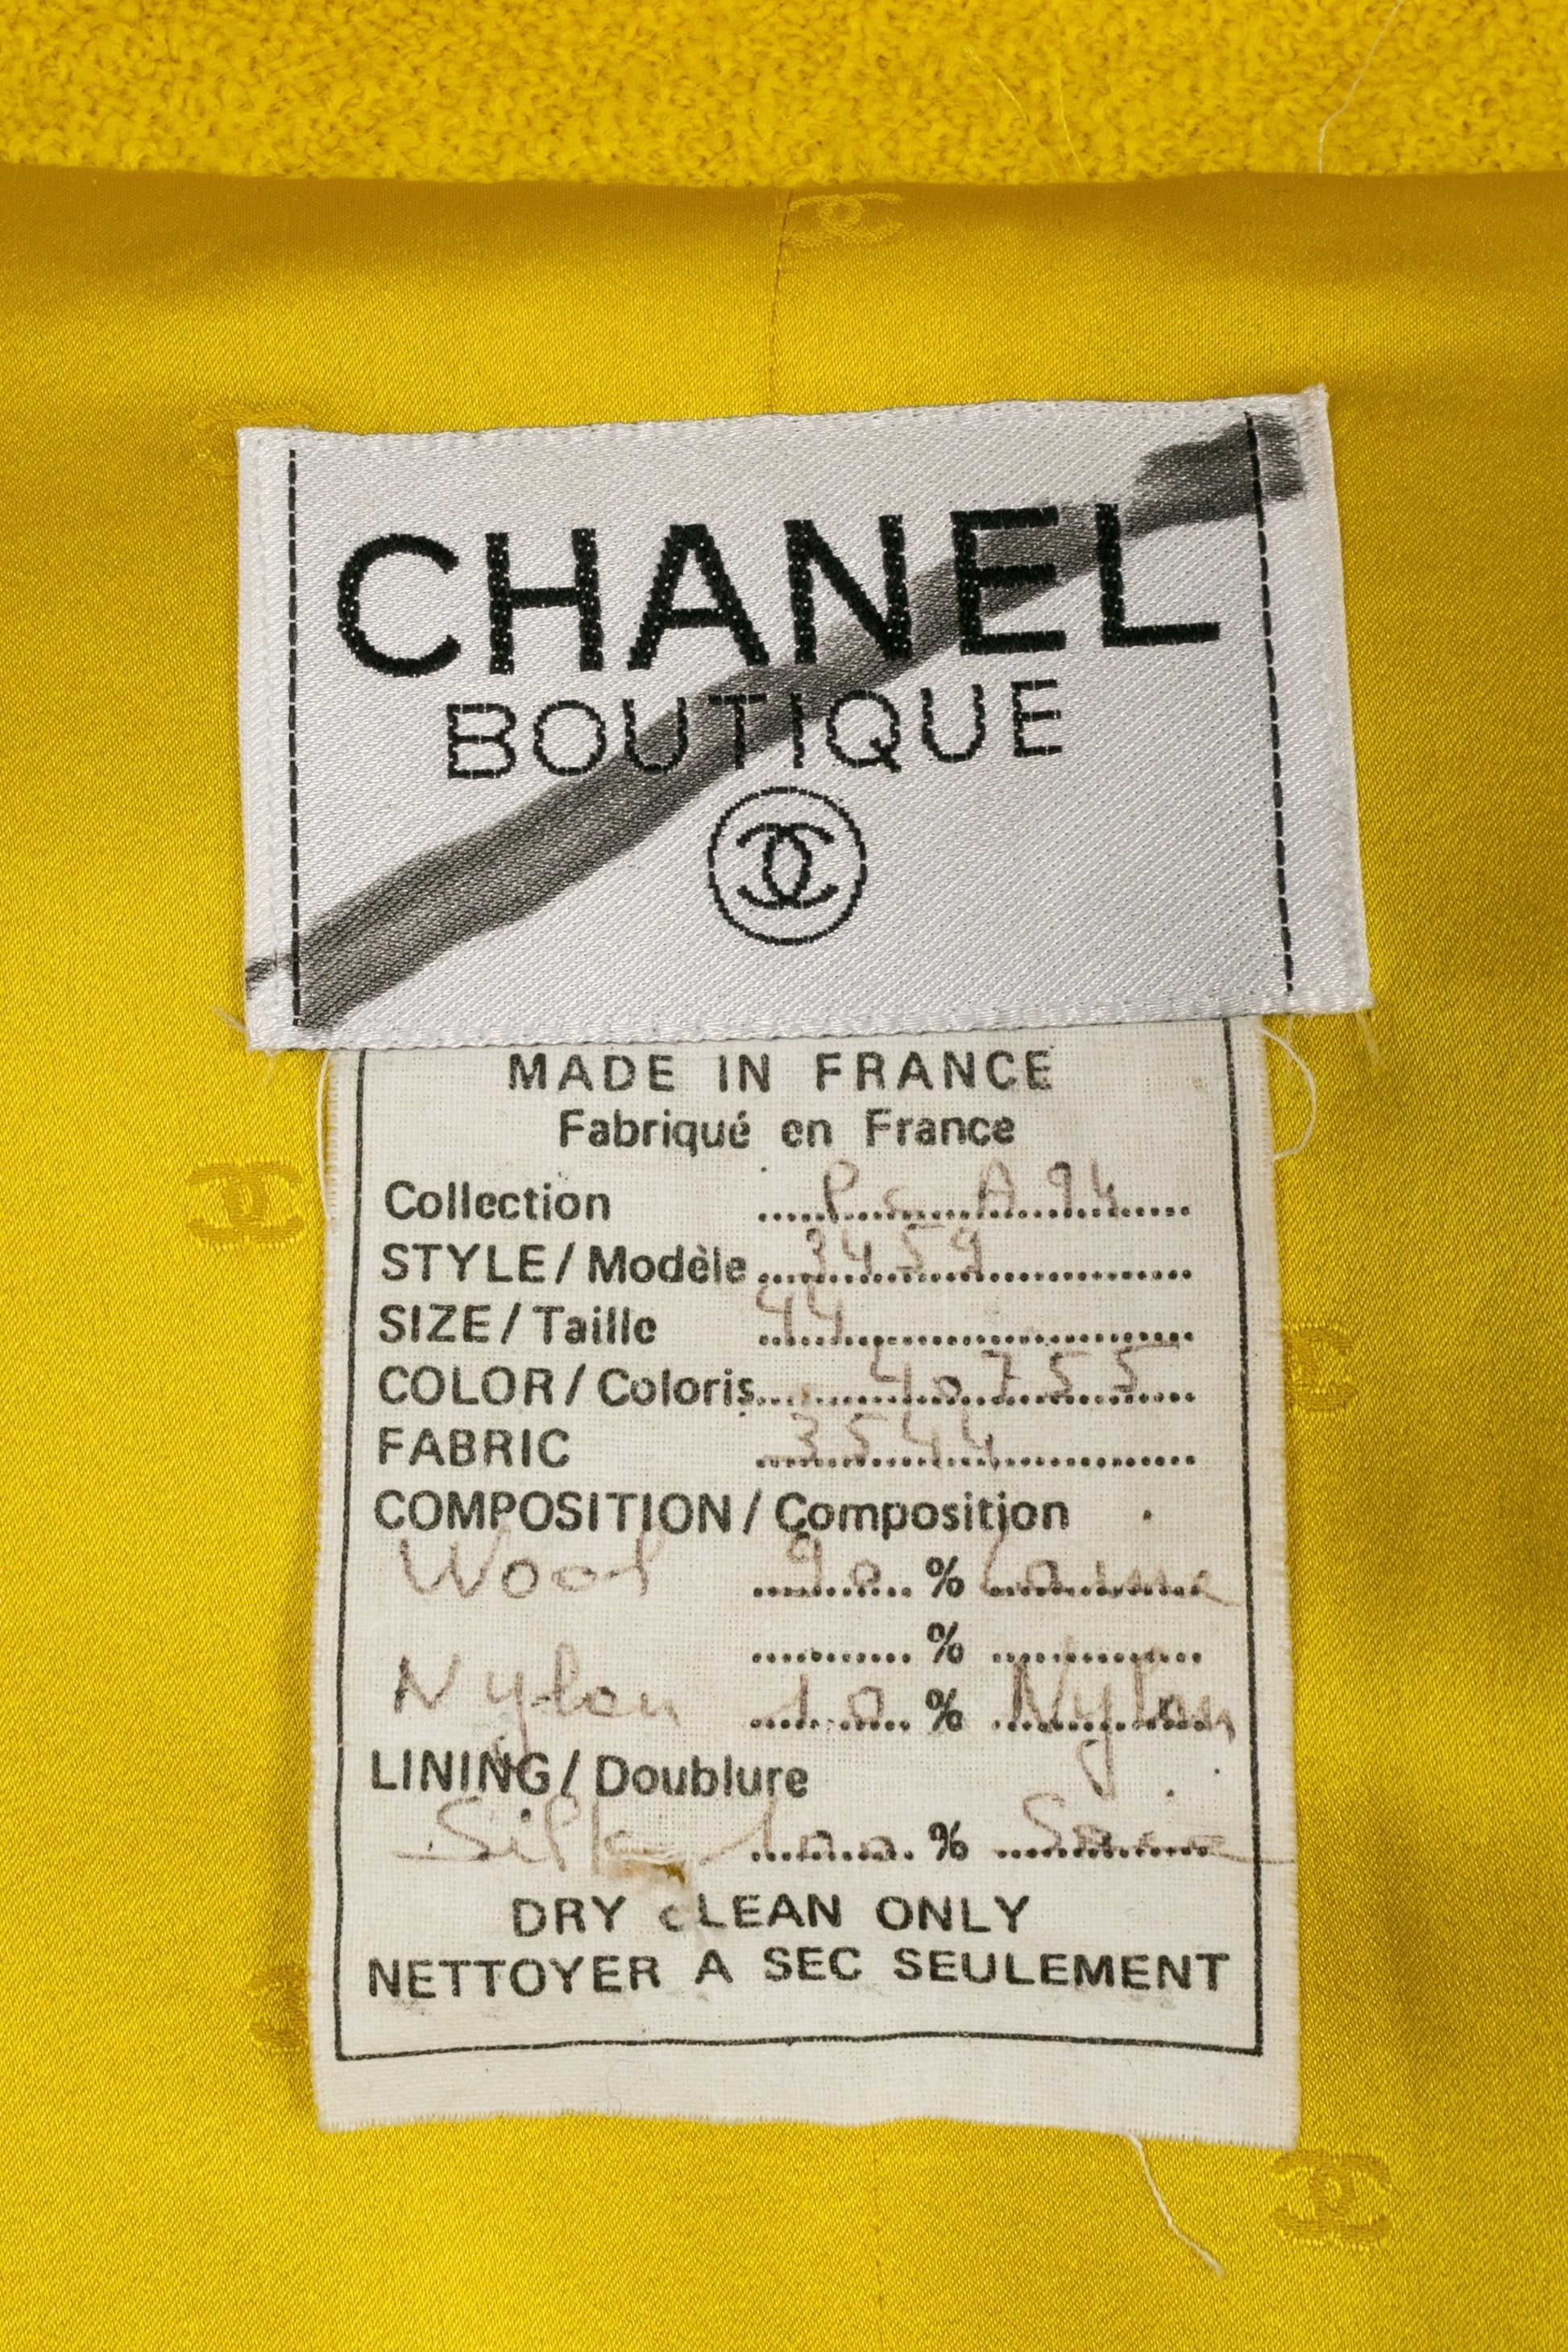 CHANEL
BOUTIQUE
MADE IN FRANCE
Fabriqué en France
Collection A 94
STYLE / Modèle 3459
SIZE / Taille 44
COLOR / Coloris 40755
FABRIC 3544
COMPOSITION / Composition
Wool 90 % Laine
%
Nylon 10 % Nylon
LINING / Doublure
Silk 100 % Soie
DRY CLEAN ONLY
NETTOYER A SEC SEULEMENT